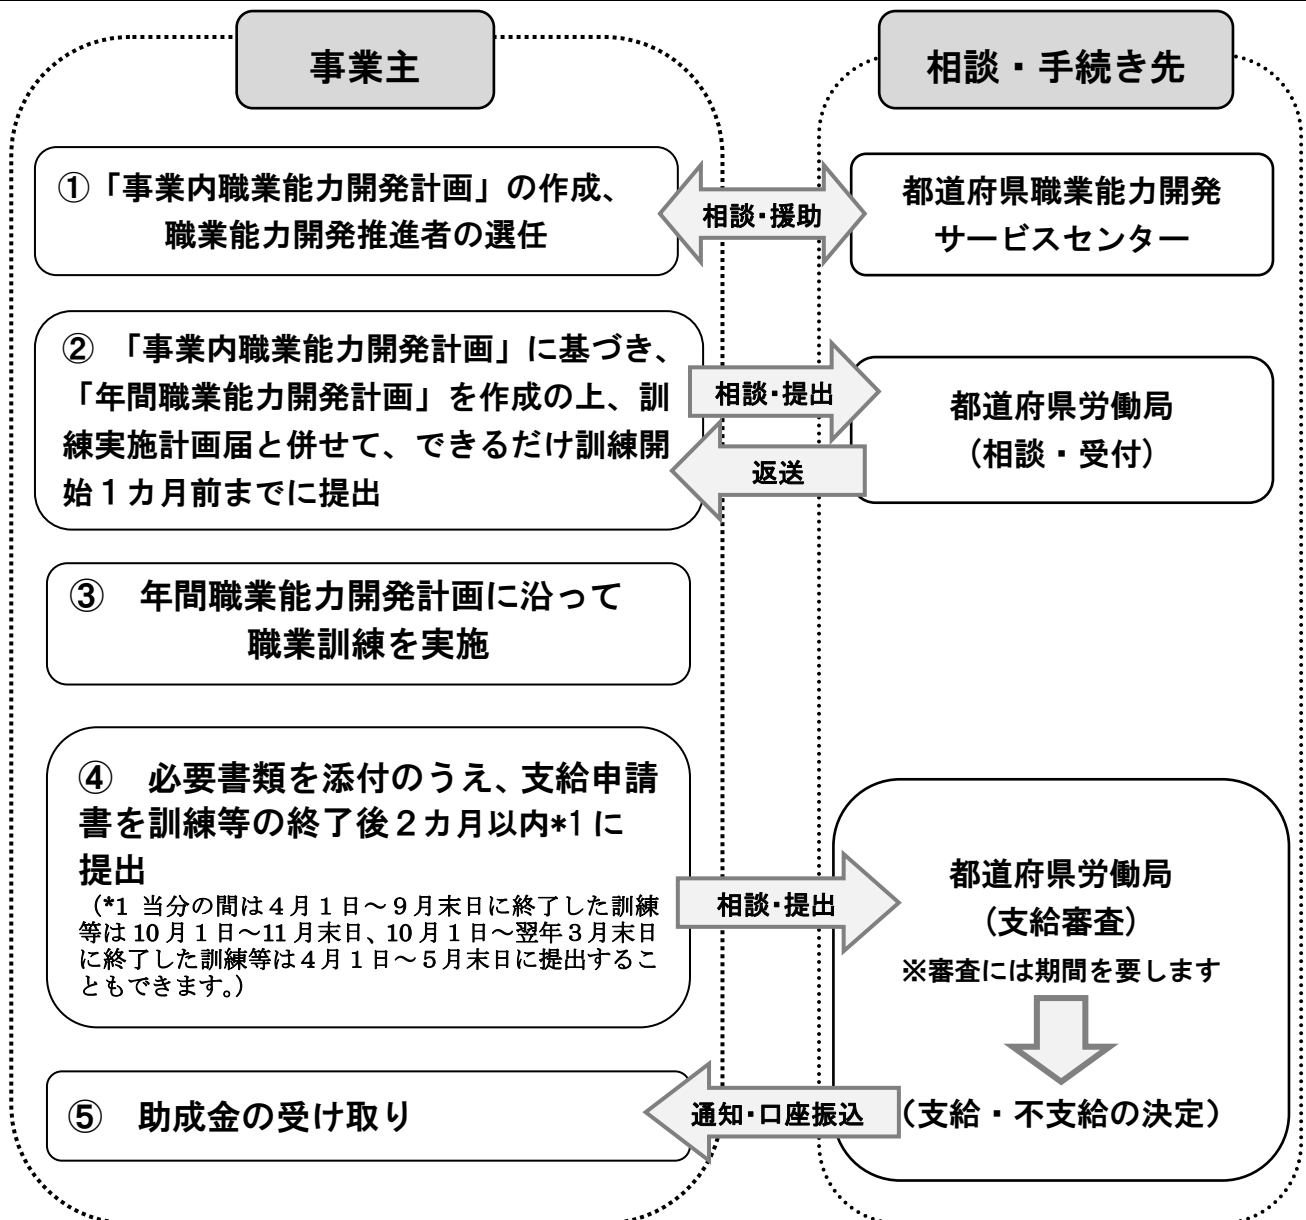 事業主
相談・手続き先
①「事業内職業能力開発計画」の作成、
職業能力開発推進者の選任
相談・援助
都道府県職業能力開発
サービスセンター
② 「事業内職業能力開発計画」に基づき、
「年間職業能力開発計画」を作成の上、訓
練実施計画届と併せて、できるだけ訓練開
始１カ月前までに提出
相談・提出
返送
都道府県労働局
（相談・受付）
③ 年間職業能力開発計画に沿って
職業訓練を実施
④ 必要書類を添付のうえ、支給申請
書を訓練等の終了後２カ月以内*1 に
提出
（*1 当分の間は４月１日～９月末日に終了した訓練
等は 10 月１日～11 月末日、10 月１日～翌年３月末日
に終了した訓練等は４月１日～５月末日に提出するこ
ともできます。）
相談・提出
都道府県労働局
（支給審査）
※審査には期間を要します
⑤ 助成金の受け取り
通知・口座振込
（支給・不支給の決定）